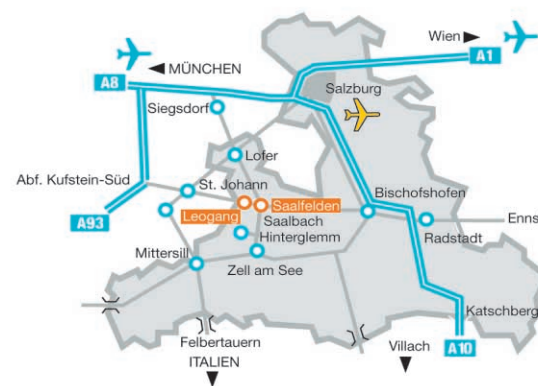 Wien
A1
MÜNCHEN
A8
Salzburg
Siegsdorf
Lofer
Abf. Kufstein-Süd
St. Johann
Bischofshofen
Leogang
Saalfelden
A93
Saalbach
Hinterglemm
Enns
Radstadt
Mittersill
Zell am See
Katschberg
Felbertauern
ITALIEN
Villach
A10